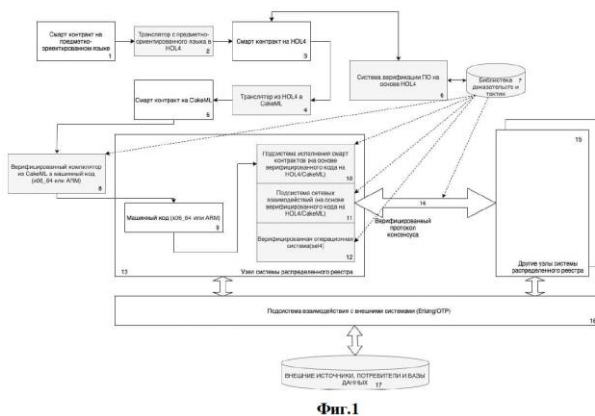 Смарт контракт на
предметно-
ориентированном языке
1
Транслятор с предметно-
ориентированного языка в
HOL4
2
Смарт контракт на HOL4
3
Система верификации ПО на
основе HOL4
6
Библиотека
доказательств и
тактик
7
Смарт контракт на CakeML
5
Транслятор из HOL4 в
CakeML
4
Верифицированный компилятор
из CakeML в машинный код
(x86_64 или ARM)
8
Машинный код (x86_64 или ARM)
9
Подсистема исполнения смарт
контрактов (на основе
верифицированного кода на
HOL4/CakeML)
10
Подсистема сетевых
взаимодействий (на основе
верифицированного кода на
HOL4/CakeML)
11
Верифицированная операционная
система(sel4)
12
13
Узел системы распределенного реестра
14
Верифицированный
протокол
консенсуса
15
Другие узлы системы
распределенного реестра
Подсистема взаимодействия с внешними системами (Erlang/OTP)
16
ВНЕШНИЕ ИСТОЧНИКИ, ПОТРЕБИТЕЛИ И БАЗЫ
ДАННЫХ
17
Фиг.1